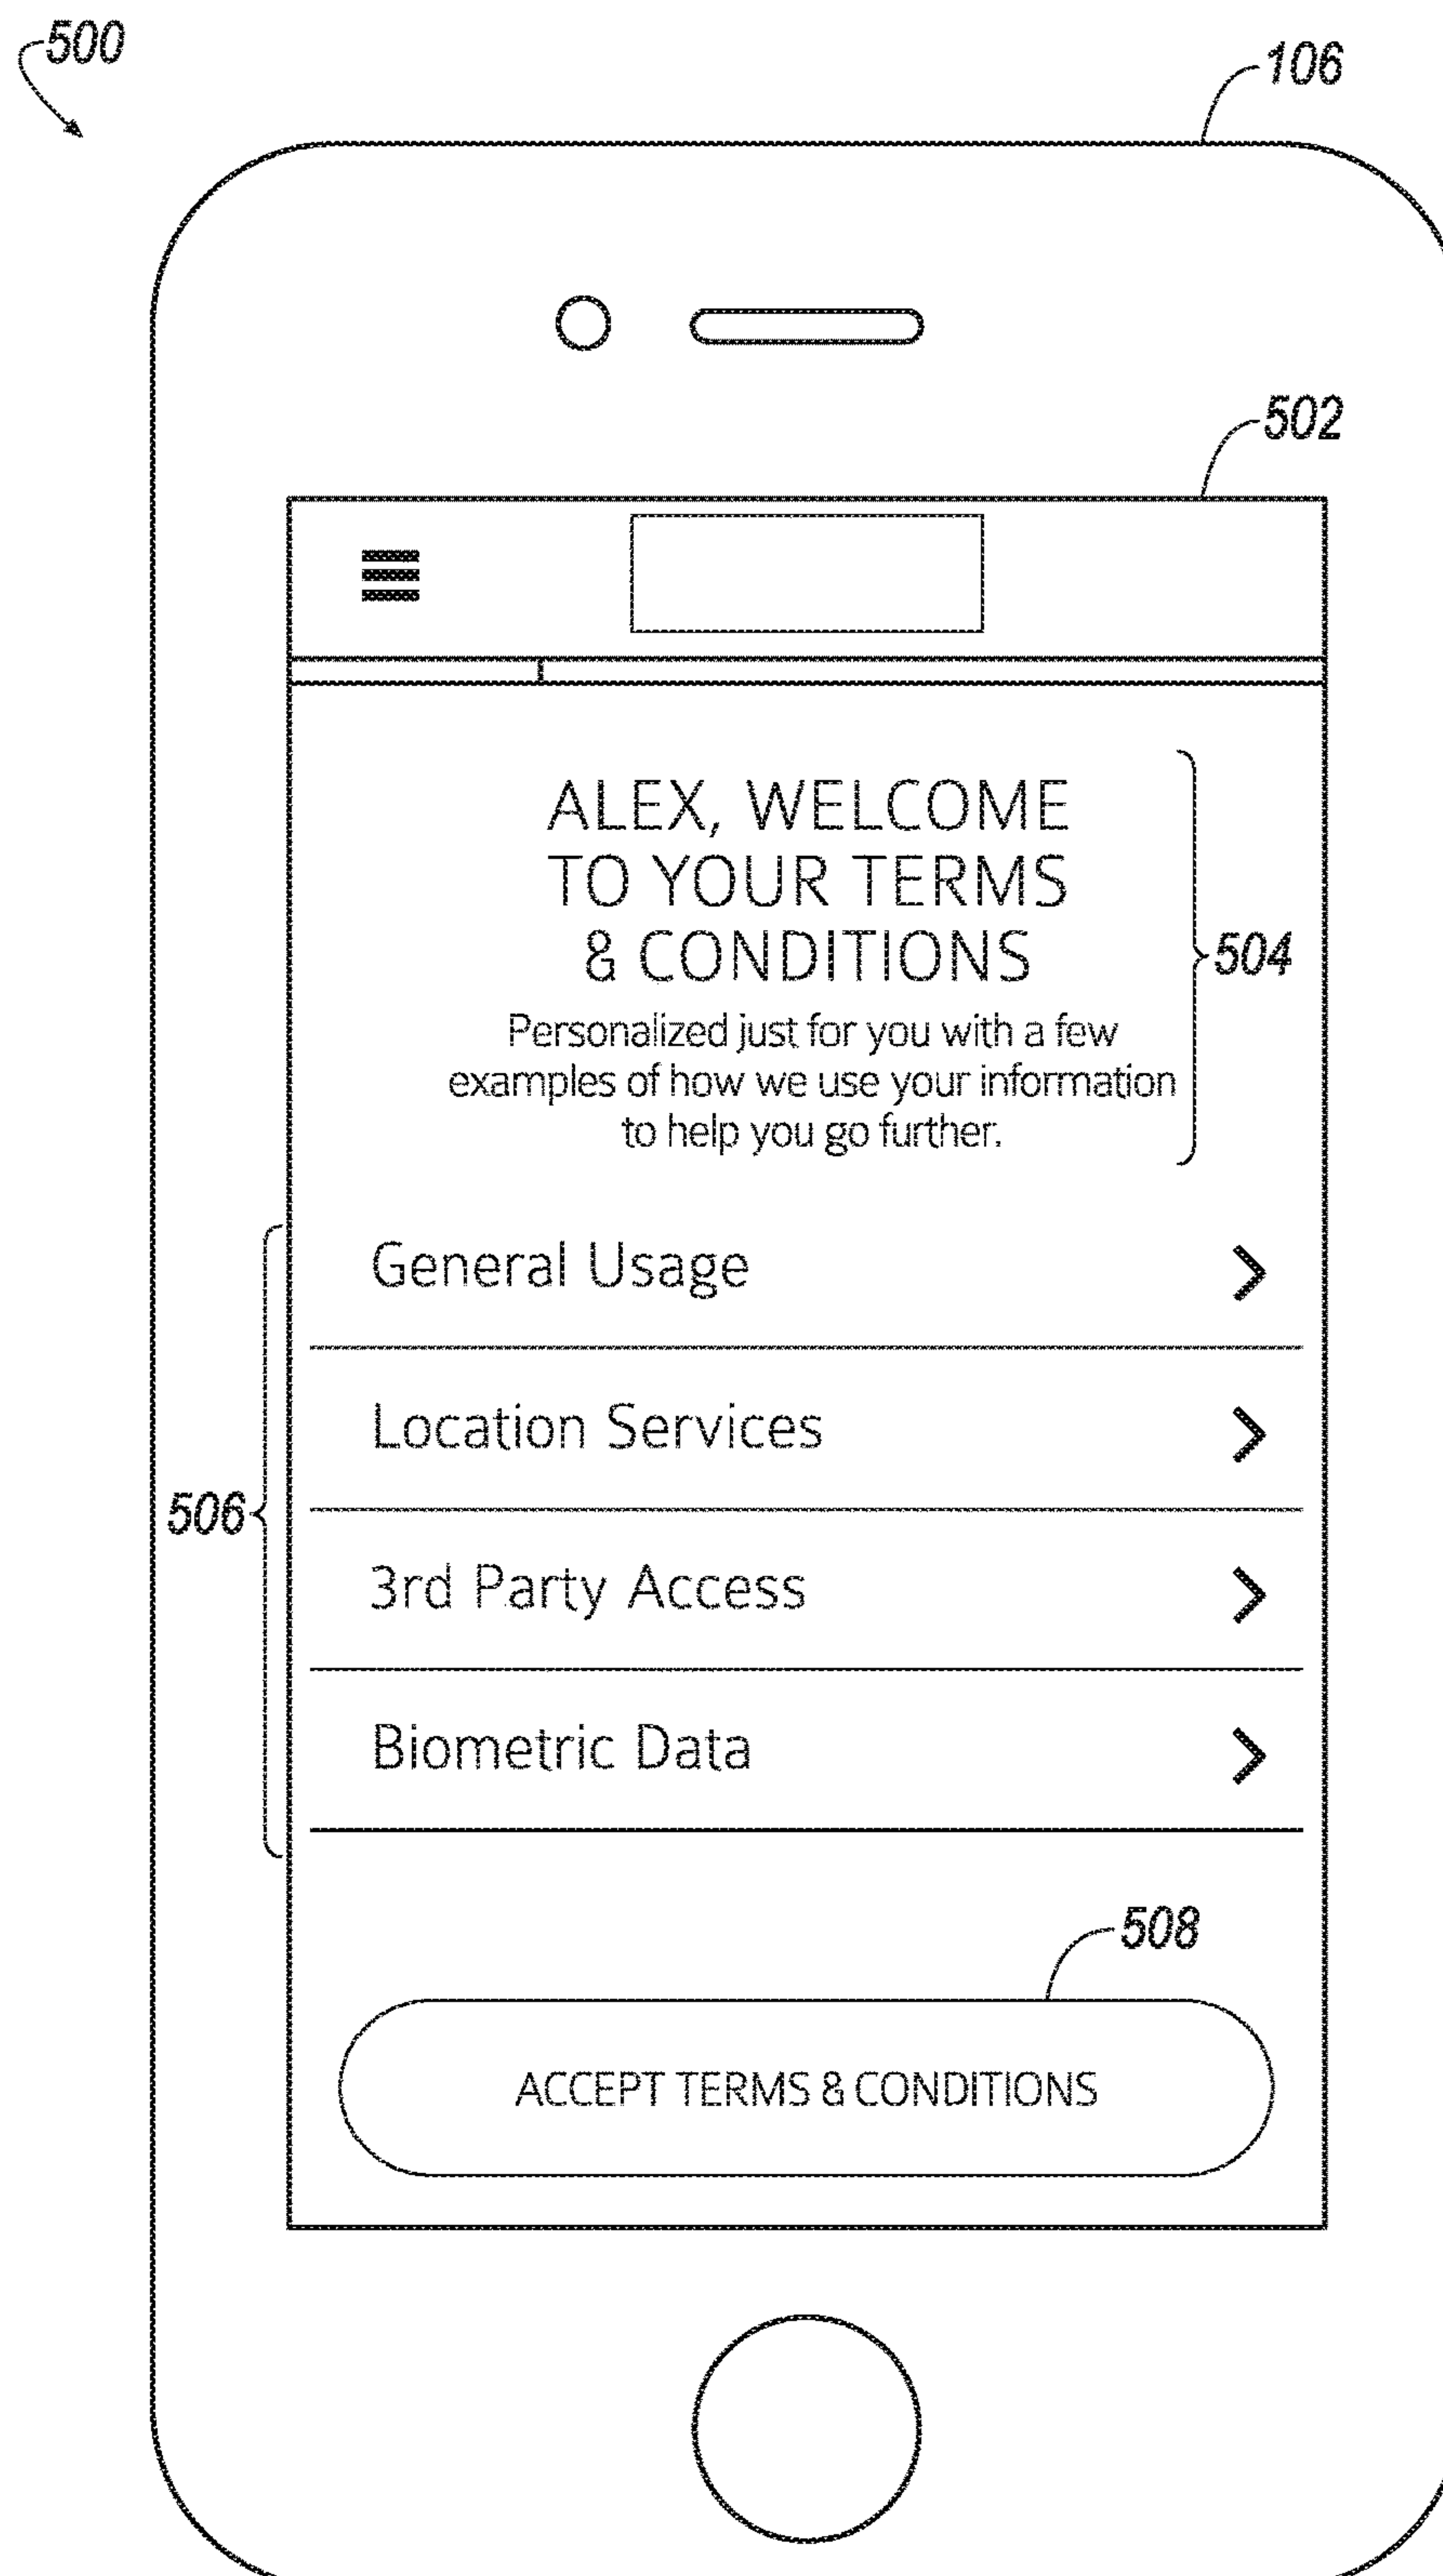 500
106
502
ALEX, WELCOME
TO YOUR TERMS
& CONDITIONS
504
Personalized just for you with a few
examples of how we use your information
to help you go further.
General Usage
Location Services
506
3rd Party Access
Biometric Data
508
ACCEPT TERMS & CONDITIONS